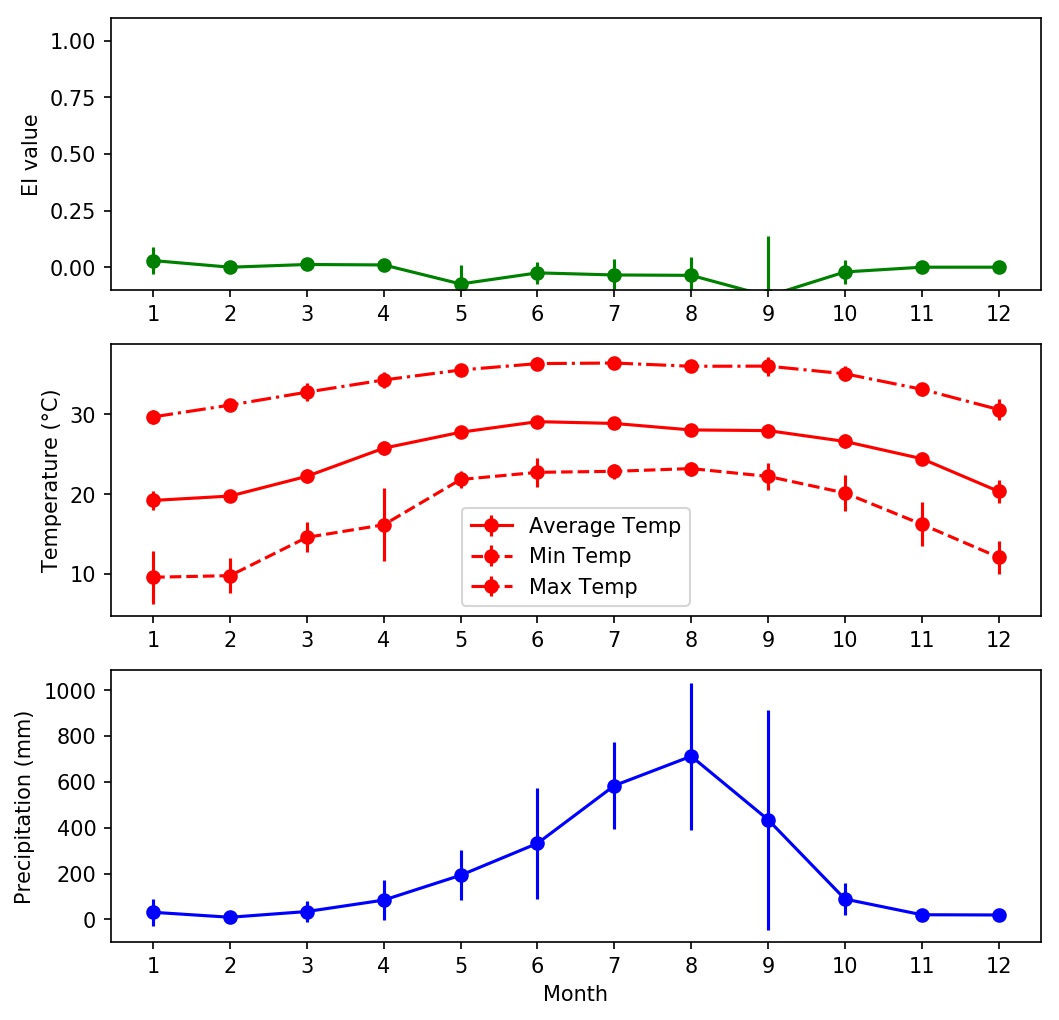 EI value
1.00
0.75
0.50
0.25
0.00
1 2 3 4 5 6 7 8 9 10 11 12
Temperature (°C)
30
20
10
Average Temp
Min Temp
Max Temp
1 2 3 4 5 6 7 8 9 10 11 12
Precipitation (mm)
1000
800
600
400
200
0
1 2 3 4 5 6 7 8 9 10 11 12
Month